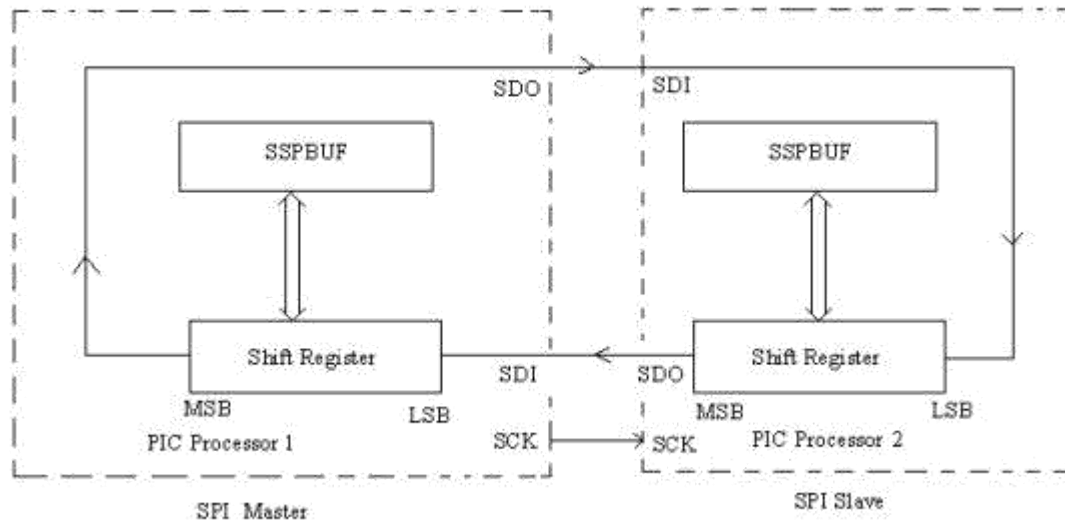 SDO SDI
SSPBUF SSPBUF
Shift Register Shift Register
SDI SDO
MSB LSB MSB LSB
PIC Processor 1 SCK SCK PIC Processor 2
SPI Master SPI Slave